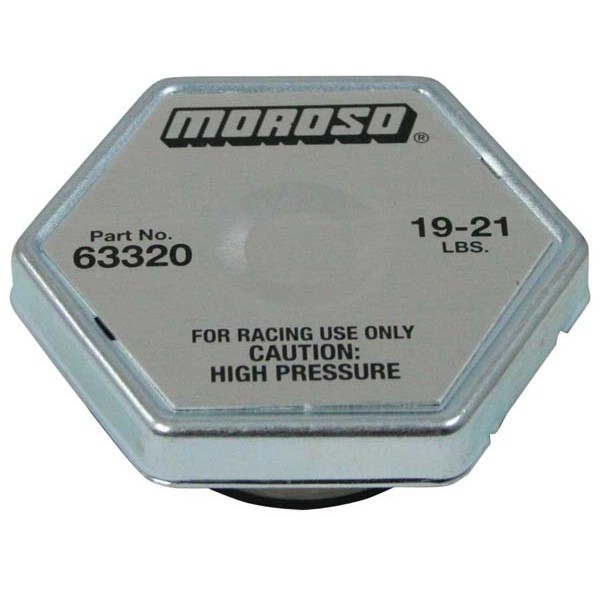 MOROSO®
Part No.
63320
19-21
LBS.
FOR RACING USE ONLY
CAUTION:
HIGH PRESSURE